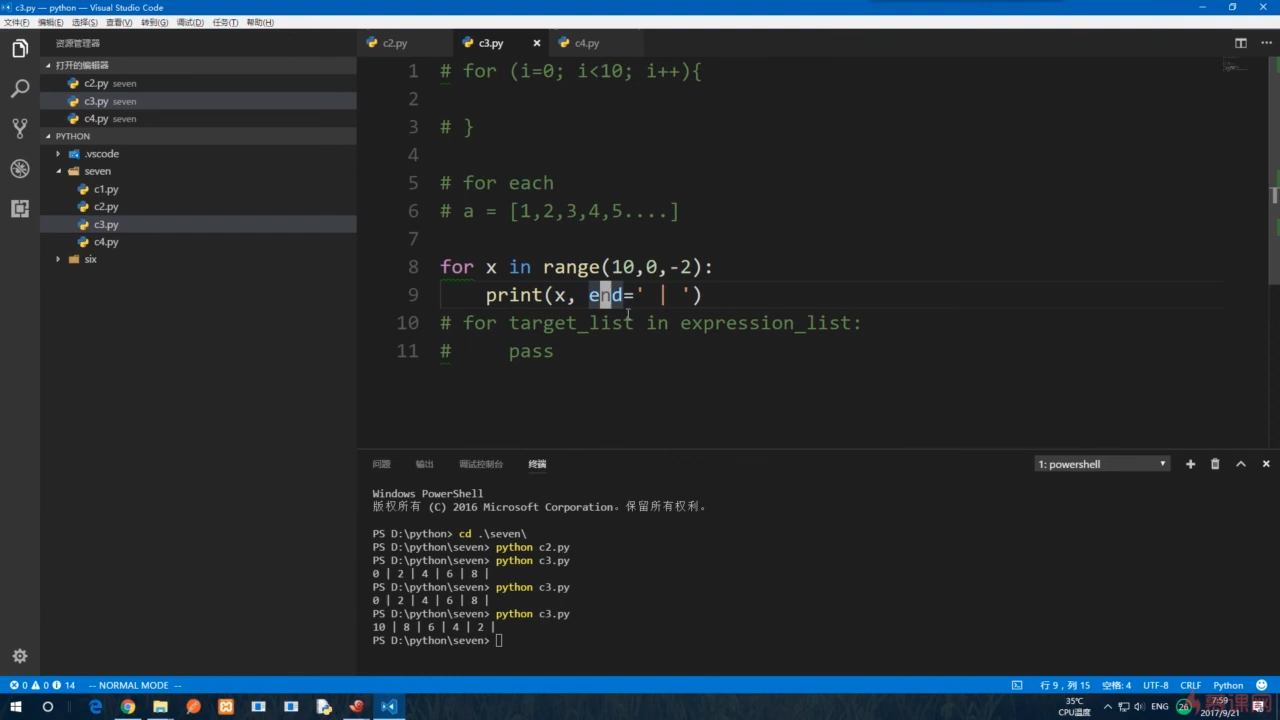 c3.py — python — Visual Studio Code
文件(F) 编辑(E) 选择(S) 查看(V) 转到(G) 调试(D) 任务(T) 帮助(H)
资源管理器
打开的编辑器
c2.py seven
c3.py seven
c4.py seven
PYTHON
.vscode
seven
c1.py
c2.py
c3.py
c4.py
six
c2.py c3.py c4.py
1 # for (i=0; i<10; i++){
2
3 # }
4
5 # for each
6 # a = [1,2,3,4,5....]
7
8 for x in range(10,0,-2):
9 print(x, end=' | ')
10 # for target_list in expression_list:
11 # pass
问题 输出 调试控制台 终端 1: powershell
Windows PowerShell
版权所有 (C) 2016 Microsoft Corporation。保留所有权利。
PS D:\python> cd .\seven\
PS D:\python\seven> python c2.py
PS D:\python\seven> python c3.py
0 | 2 | 4 | 6 | 8 |
PS D:\python\seven> python c3.py
0 | 2 | 4 | 6 | 8 |
PS D:\python\seven> python c3.py
10 | 8 | 6 | 4 | 2 |
PS D:\python\seven>
0 0 14 -- NORMAL MODE -- 行 9，列 15 空格: 4 UTF-8 CRLF Python
35℃
CPU温度
ENG
26
7:59
2017/9/21
慕课网